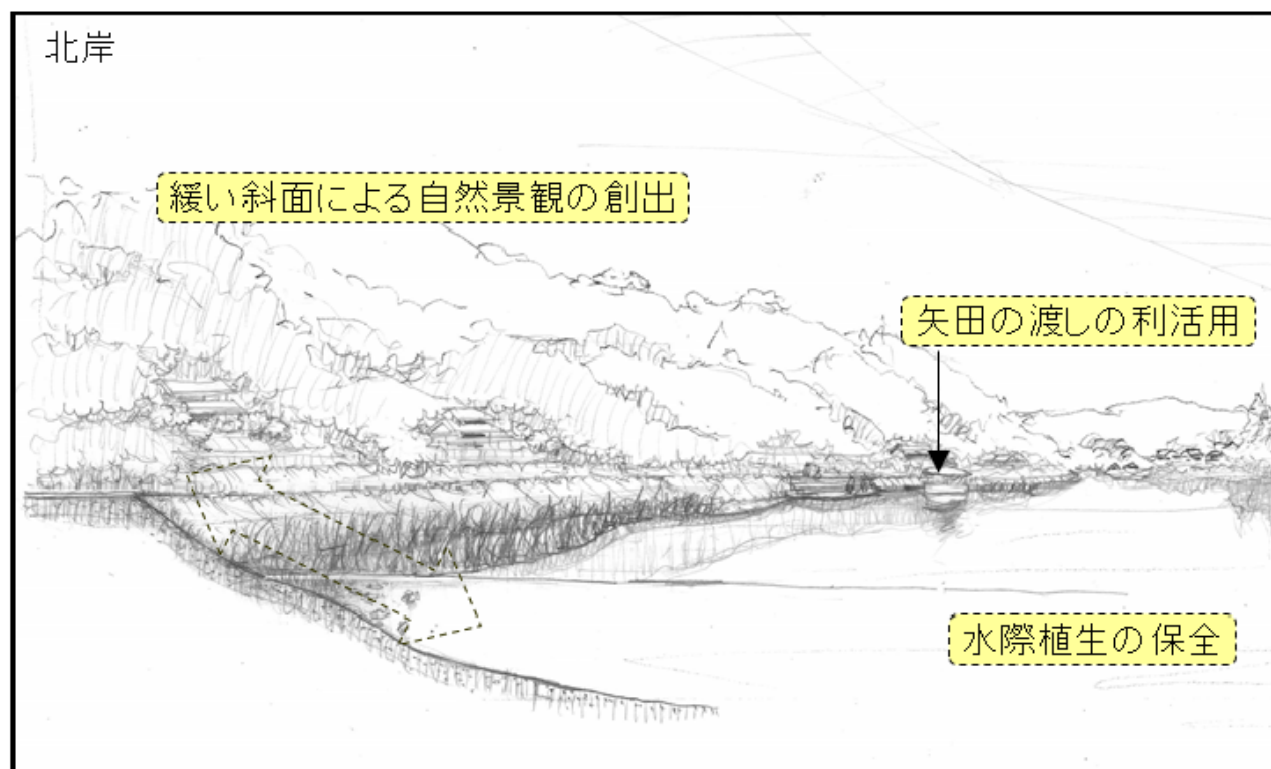 北岸
緩い斜面による自然景観の創出
矢田の渡しの利活用
水際植生の保全